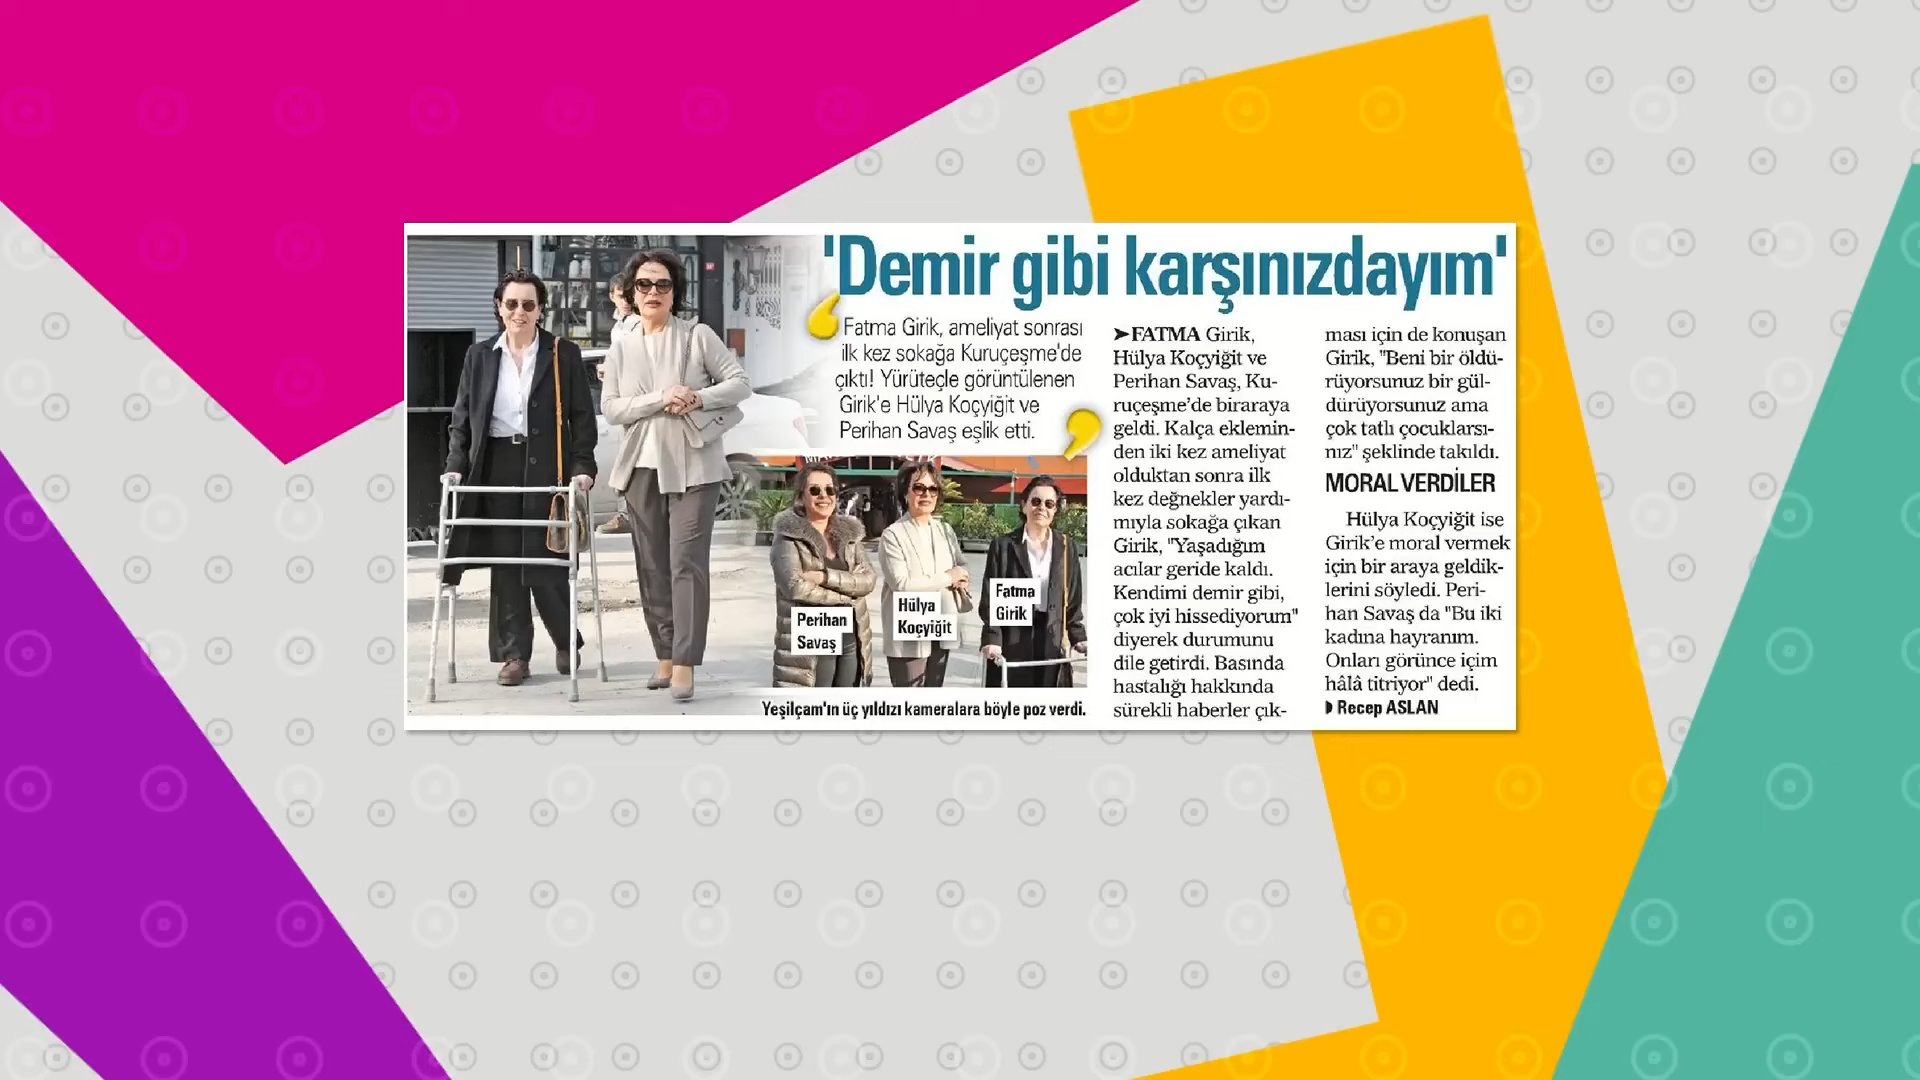 'Demir gibi karşınızdayım'
Fatma Girik, ameliyat sonrası
ilk kez sokağa Kuruçeşme'de
çıktı! Yürüteçle görüntülenen
Girik'e Hülya Koçyiğit ve
Perihan Savaş eşlik etti.
Perihan
Savaş
Hülya
Koçyiğit
Fatma
Girik
Yeşilçam'ın üç yıldızı kameralara böyle poz verdi.
➤FATMA Girik,
Hülya Koçyiğit ve
Perihan Savaş, Ku-
ruçeşme'de biraraya
geldi. Kalça eklemin-
den iki kez ameliyat
olduktan sonra ilk
kez değnekler yardı-
mıyla sokağa çıkan
Girik, "Yaşadığım
acılar geride kaldı.
Kendimi demir gibi,
çok iyi hissediyorum"
diyerek durumunu
dile getirdi. Basında
hastalığı hakkında
sürekli haberler çık-
ması için de konuşan
Girik, "Beni bir öldü-
rüyorsunuz bir gül-
dürüyorsunuz ama
çok tatlı çocuklarsı-
nız" şeklinde takıldı.
MORAL VERDİLER
Hülya Koçyiğit ise
Girik'e moral vermek
için bir araya geldik-
lerini söyledi. Peri-
han Savaş da "Bu iki
kadına hayranım.
Onları görünce içim
hâlâ titriyor" dedi.
Recep ASLAN